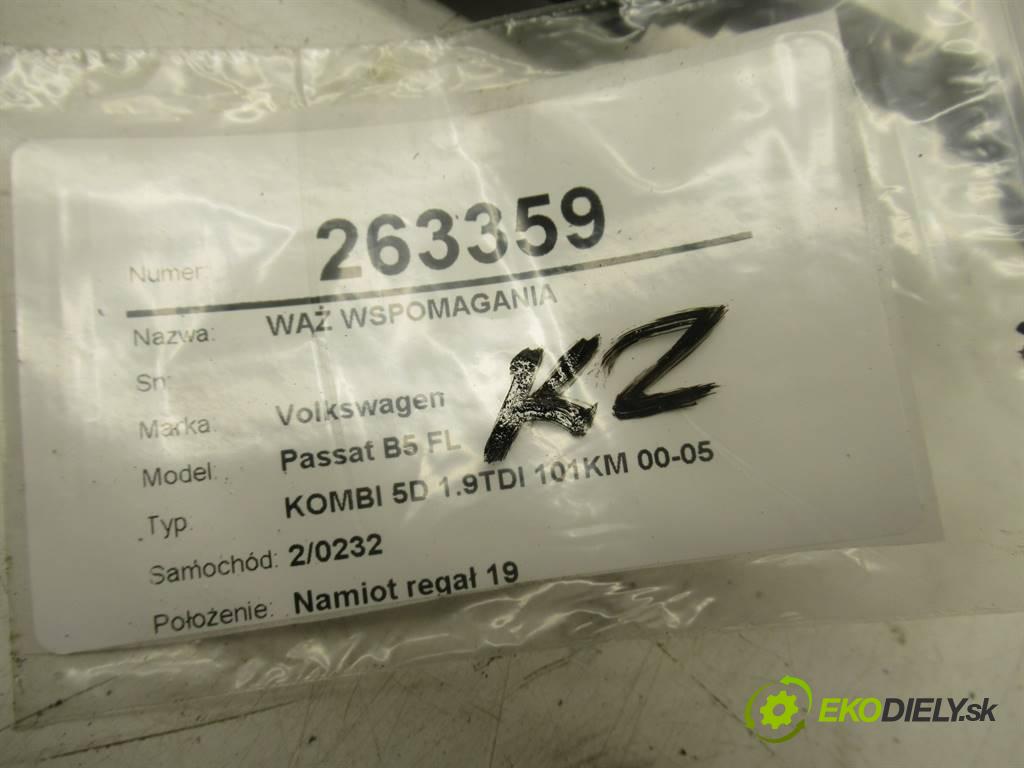 Numer: 263359
Nazwa: WĄŻ WSPOMAGANIA
Sn:
Marka: Volkswagen
Model: Passat B5 FL
Typ: KOMBI 5D 1.9TDI 101KM 00-05
Samochód: 2/0232
Położenie: Namiot regał 19
KZ
EKODIELY.sk